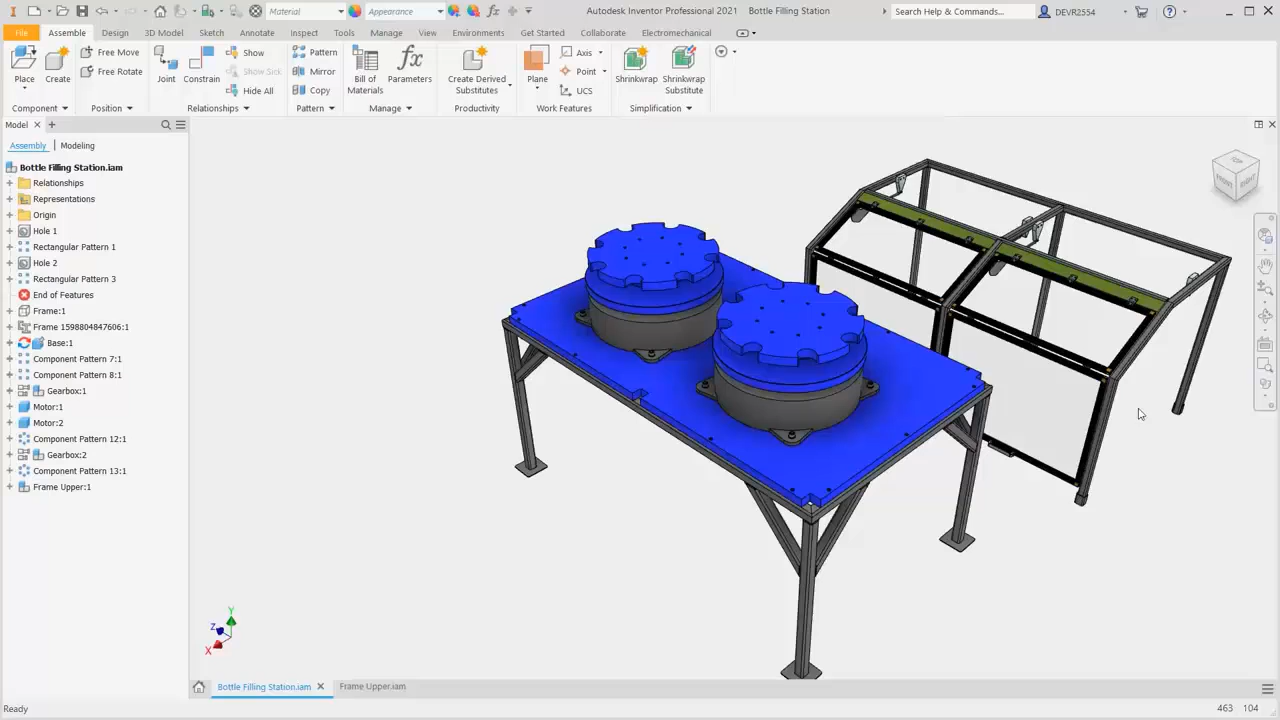 Material
Appearance
Autodesk Inventor Professional 2021 Bottle Filling Station
Search Help & Commands...
DEVR2554
File Assembly Design 3D Model Sketch Annotate Inspect Tools Manage View Environments Get Started Collaborate Electromechanical
Place
Create
Free Move
Free Rotate
Joint
Constrain
Show
Show Sick
Hide All
Pattern
Mirror
Copy
Bill of
Materials
Parameters
Create Derived
Substitutes
Plane
Axis
Point
UCS
Shrinkwrap
Shrinkwrap
Substitute
Component Position Relationships Pattern Manage Productivity Work Features Simplification
Model
Assembly Modeling
Bottle Filling Station.iam
Relationships
Representations
Origin
Hole 1
Rectangular Pattern 1
Hole 2
Rectangular Pattern 3
End of Features
Frame:1
Frame 1598804847606:1
Base:1
Component Pattern 7:1
Component Pattern 8:1
Gearbox:1
Motor:1
Motor:2
Component Pattern 12:1
Gearbox:2
Component Pattern 13:1
Frame Upper:1
TOP
FRONT
RIGHT
Y
Z
X
Bottle Filling Station.iam Frame Upper.iam
Ready
463 104